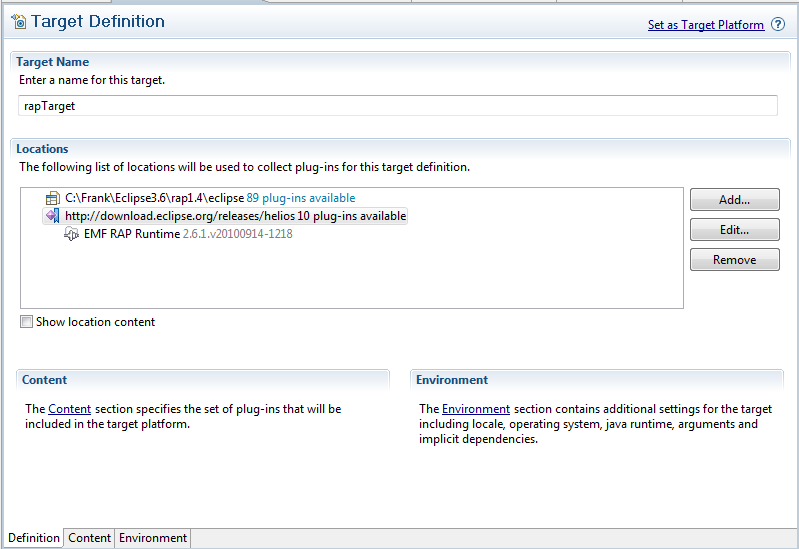 Target Definition
Set as Target Platform
?
Target Name
Enter a name for this target.
rapTarget
Locations
The following list of locations will be used to collect plug-ins for this target definition.
C:\Frank\Eclipse3.6\rap1.4\eclipse 89 plug-ins available
http://download.eclipse.org/releases/helios 10 plug-ins available
EMF RAP Runtime 2.6.1.v20100914-1218
Add...
Edit...
Remove
Show location content
Content
The Content section specifies the set of plug-ins that will be
included in the target platform.
Environment
The Environment section contains additional settings for the target
including locale, operating system, java runtime, arguments and
implicit dependencies.
Definition Content Environment